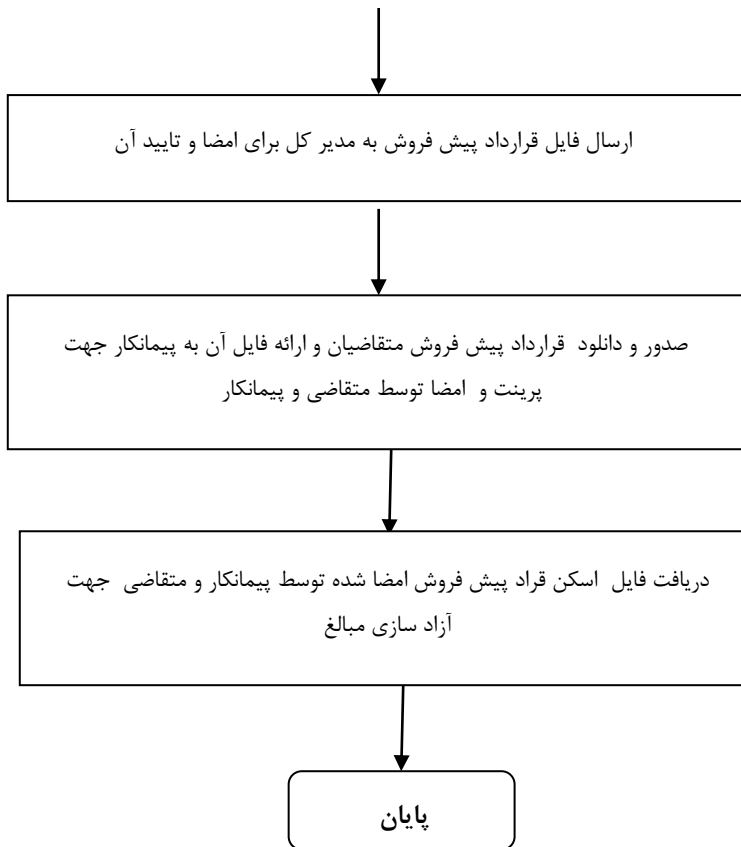 ارسال فایل قرارداد پیش فروش به مدیر کل برای امضا و تایید آن
صدور و دانلود قرارداد پیش فروش متقاضیان و ارائه فایل آن به پیمانکار جهت
پرینت و امضا توسط متقاضی و پیمانکار
دریافت فایل اسکن قراد پیش فروش امضا شده توسط پیمانکار و متقاضی جهت
آزاد سازی مبالغ
پایان